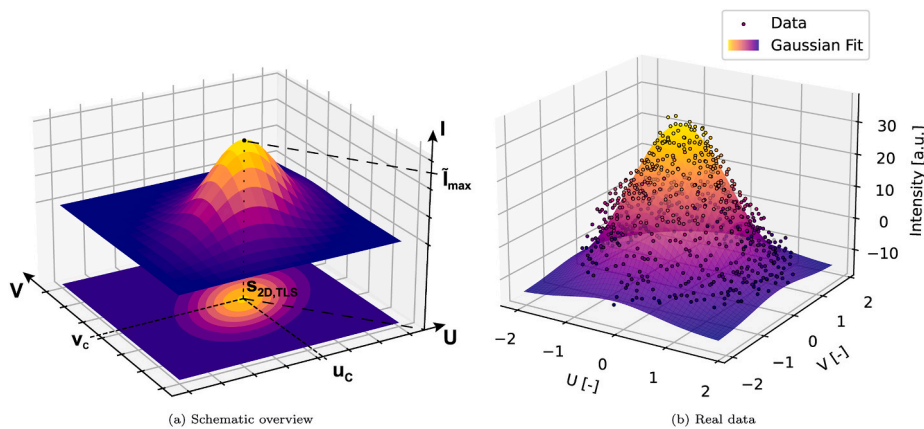 Data
Gaussian Fit
I
Ĩmax
V
S2D,TLS
vc
uc
U
30
20
10
0
−10
Intensity [a.u.]
−2
−1
0
1
2
U [-]
−2
−1
0
1
2
V [-]
(a) Schematic overview
(b) Real data